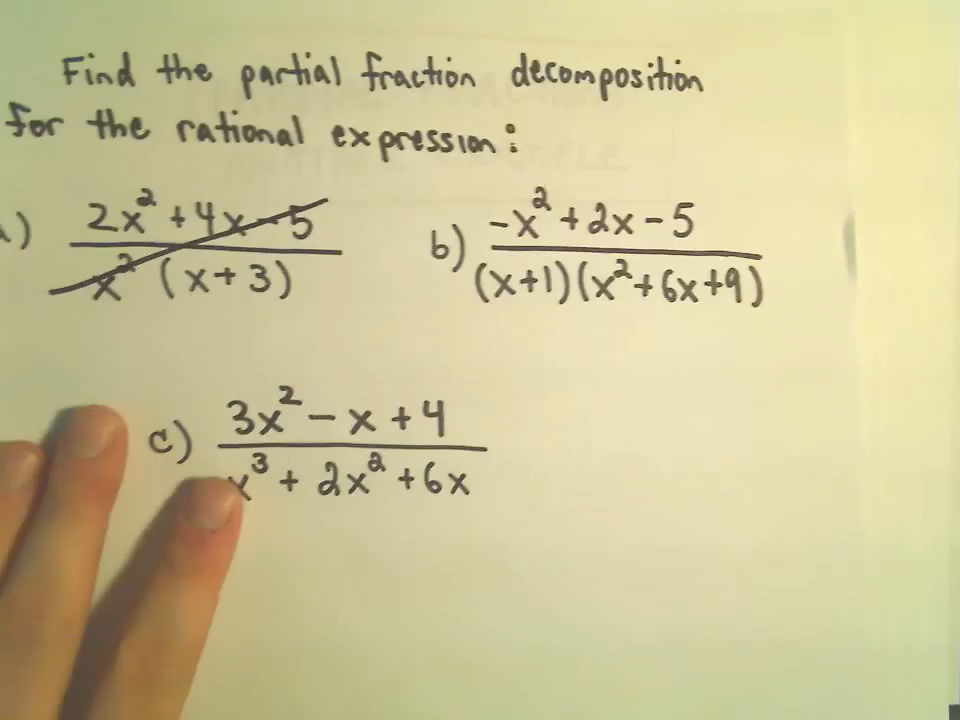 Find the partial fraction decomposition
for the rational expression:
) 2x² + 4x - 5 / x² (x+3)
b) -x² + 2x - 5 / (x+1)(x² + 6x + 9)
c) 3x² - x + 4 / x³ + 2x² + 6x